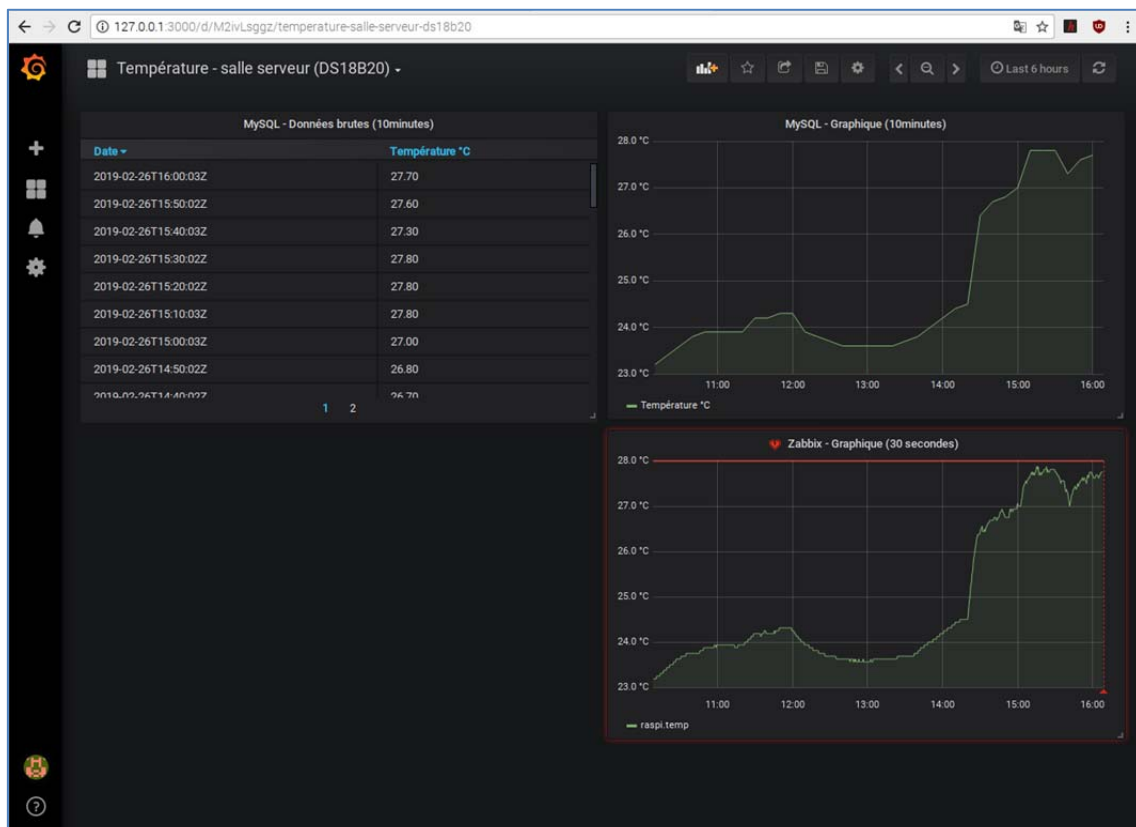 127.0.0.1:3000/d/M2ivLsggz/temperature-salle-serveur-ds18b20
Température - salle serveur (DS18B20)
Last 6 hours
MySQL - Données brutes (10minutes)
Date
Température °C
2019-02-26T16:00:03Z 27.70
2019-02-26T15:50:02Z 27.60
2019-02-26T15:40:03Z 27.30
2019-02-26T15:30:02Z 27.80
2019-02-26T15:20:02Z 27.80
2019-02-26T15:10:03Z 27.80
2019-02-26T15:00:03Z 27.00
2019-02-26T14:50:02Z 26.80
2019-02-26T14:40:02Z 26.70
1 2
MySQL - Graphique (10minutes)
28.0 °C
27.0 °C
26.0 °C
25.0 °C
24.0 °C
23.0 °C
11:00 12:00 13:00 14:00 15:00 16:00
Température °C
Zabbix - Graphique (30 secondes)
28.0 °C
27.0 °C
26.0 °C
25.0 °C
24.0 °C
23.0 °C
11:00 12:00 13:00 14:00 15:00 16:00
raspi.temp